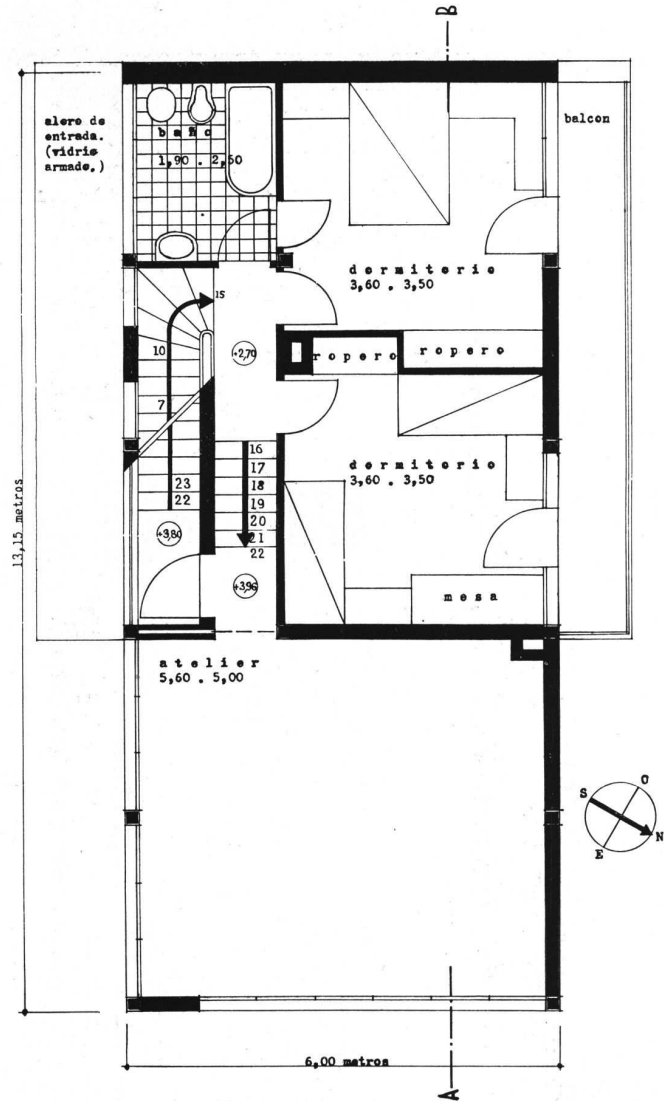 B
alero de
entrada.
(vidrio
armado.)
baño
1,90 . 2,50
balcon
dormitorio
3,60 . 3,50
15
+2,70
10
ropero
ropero
7
16
17
18
19
20
21
22
dormitorio
3,60 . 3,50
23
22
+3,80
+3,96
mesa
13,15 metros
atelier
5,60 . 5,00
S
O
E
N
6,00 metros
A